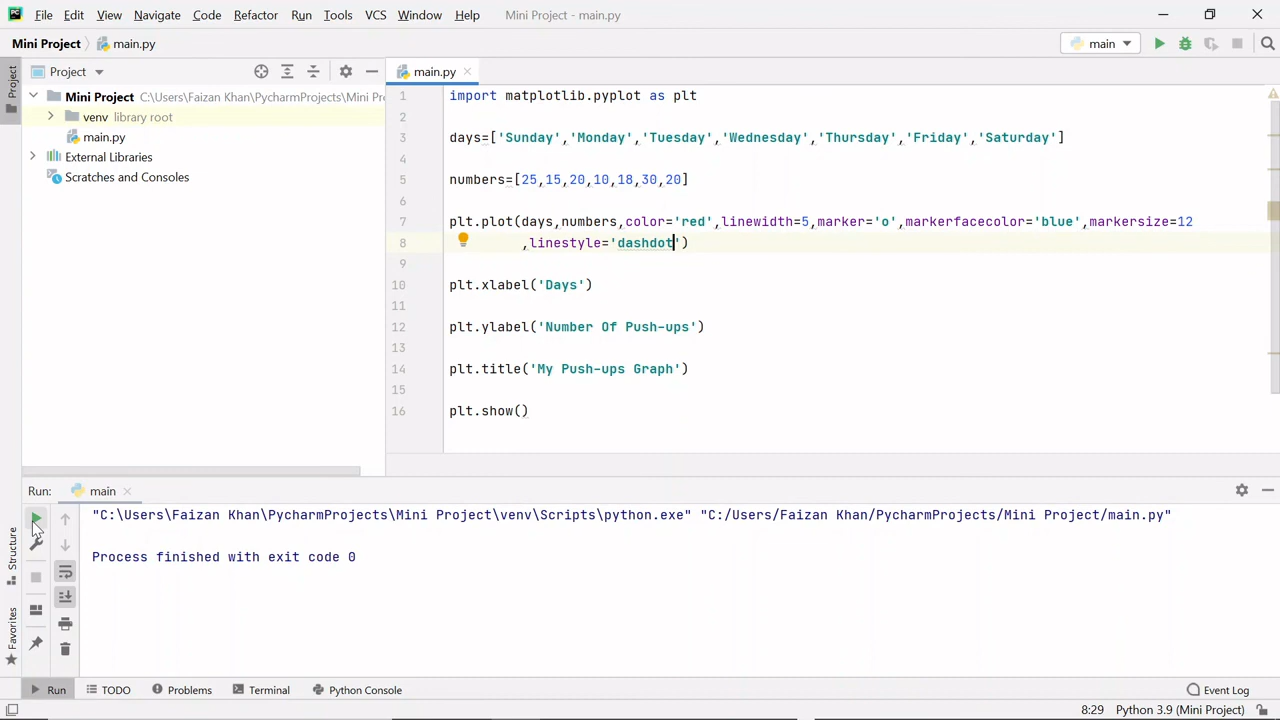 PC File Edit View Navigate Code Refactor Run Tools VCS Window Help Mini Project - main.py
Mini Project main.py main
Project main.py
Project
Mini Project C:\Users\Faizan Khan\PycharmProjects\Mini Pr
venv library root
main.py
External Libraries
Scratches and Consoles
1 import matplotlib.pyplot as plt
2
3 days=['Sunday','Monday','Tuesday','Wednesday','Thursday','Friday','Saturday']
4
5 numbers=[25,15,20,10,18,30,20]
6
7 plt.plot(days,numbers,color='red',linewidth=5,marker='o',markerfacecolor='blue',markersize=12
8 ,linestyle='dashdot')
9
10 plt.xlabel('Days')
11
12 plt.ylabel('Number Of Push-ups')
13
14 plt.title('My Push-ups Graph')
15
16 plt.show()
Run: main
"C:\Users\Faizan Khan\PycharmProjects\Mini Project\venv\Scripts\python.exe" "C:/Users/Faizan Khan/PycharmProjects/Mini Project/main.py"
Process finished with exit code 0
Structure
Favorites
Run TODO Problems Terminal Python Console Event Log
8:29 Python 3.9 (Mini Project)